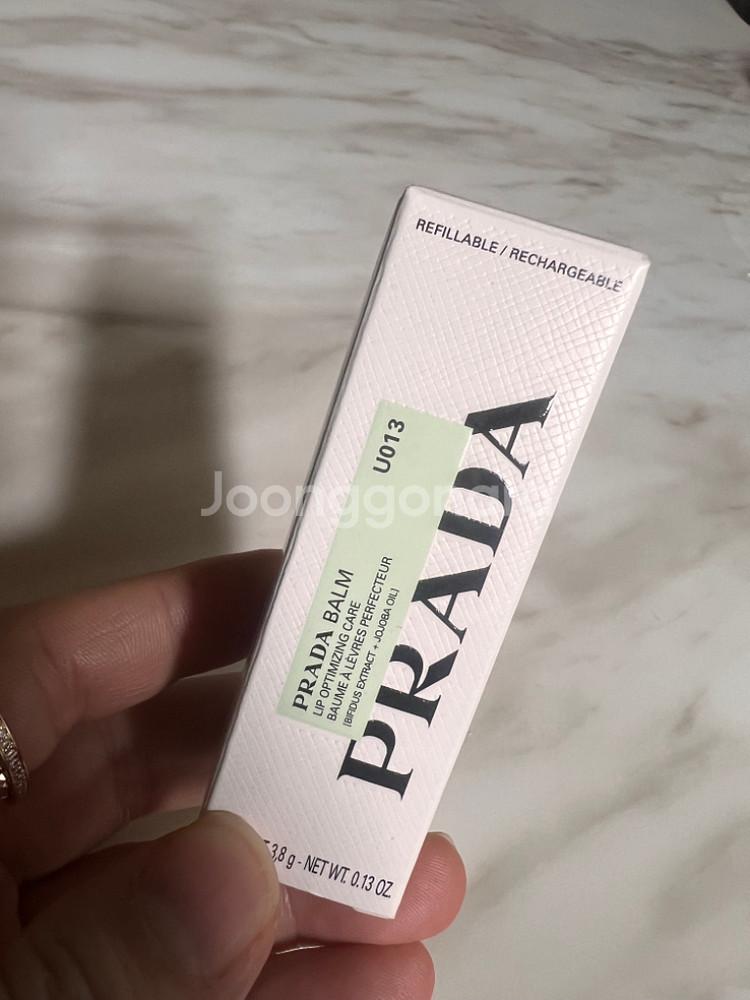 REFILLABLE / RECHARGEABLE
PRADA
U013
PRADA BALM
LIP OPTIMIZING CARE
BAUME À LÈVRES PERFECTEUR
[BIFIDUS EXTRACT + JOJOBA OIL]
3,8 g - NET WT. 0.13 OZ.